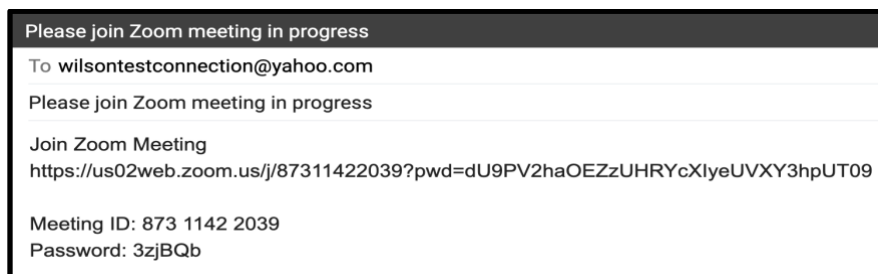 Please join Zoom meeting in progress
To wilsontestconnection@yahoo.com
Please join Zoom meeting in progress
Join Zoom Meeting
https://us02web.zoom.us/j/87311422039?pwd=dU9PV2haOEZzUHRYcXIyeUVXY3hpUT09
Meeting ID: 873 1142 2039
Password: 3zjBQb